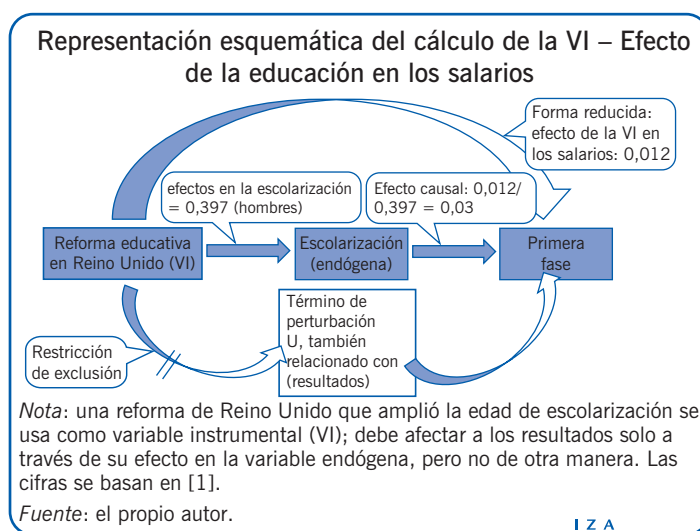 Representación esquemática del cálculo de la VI – Efecto
de la educación en los salarios
Forma reducida:
efecto de la VI en
los salarios: 0,012
efectos en la escolarización
= 0,397 (hombres)
Efecto causal: 0,012/
0,397 = 0,03
Reforma educativa
en Reino Unido (VI)
Escolarización
(endógena)
Primera
fase
Término de
perturbación
U, también
relacionado con
(resultados)
Restricción
de exclusión
Nota: una reforma de Reino Unido que amplió la edad de escolarización se
usa como variable instrumental (VI); debe afectar a los resultados solo a
través de su efecto en la variable endógena, pero no de otra manera. Las
cifras se basan en [1].
Fuente: el propio autor.
I Z A